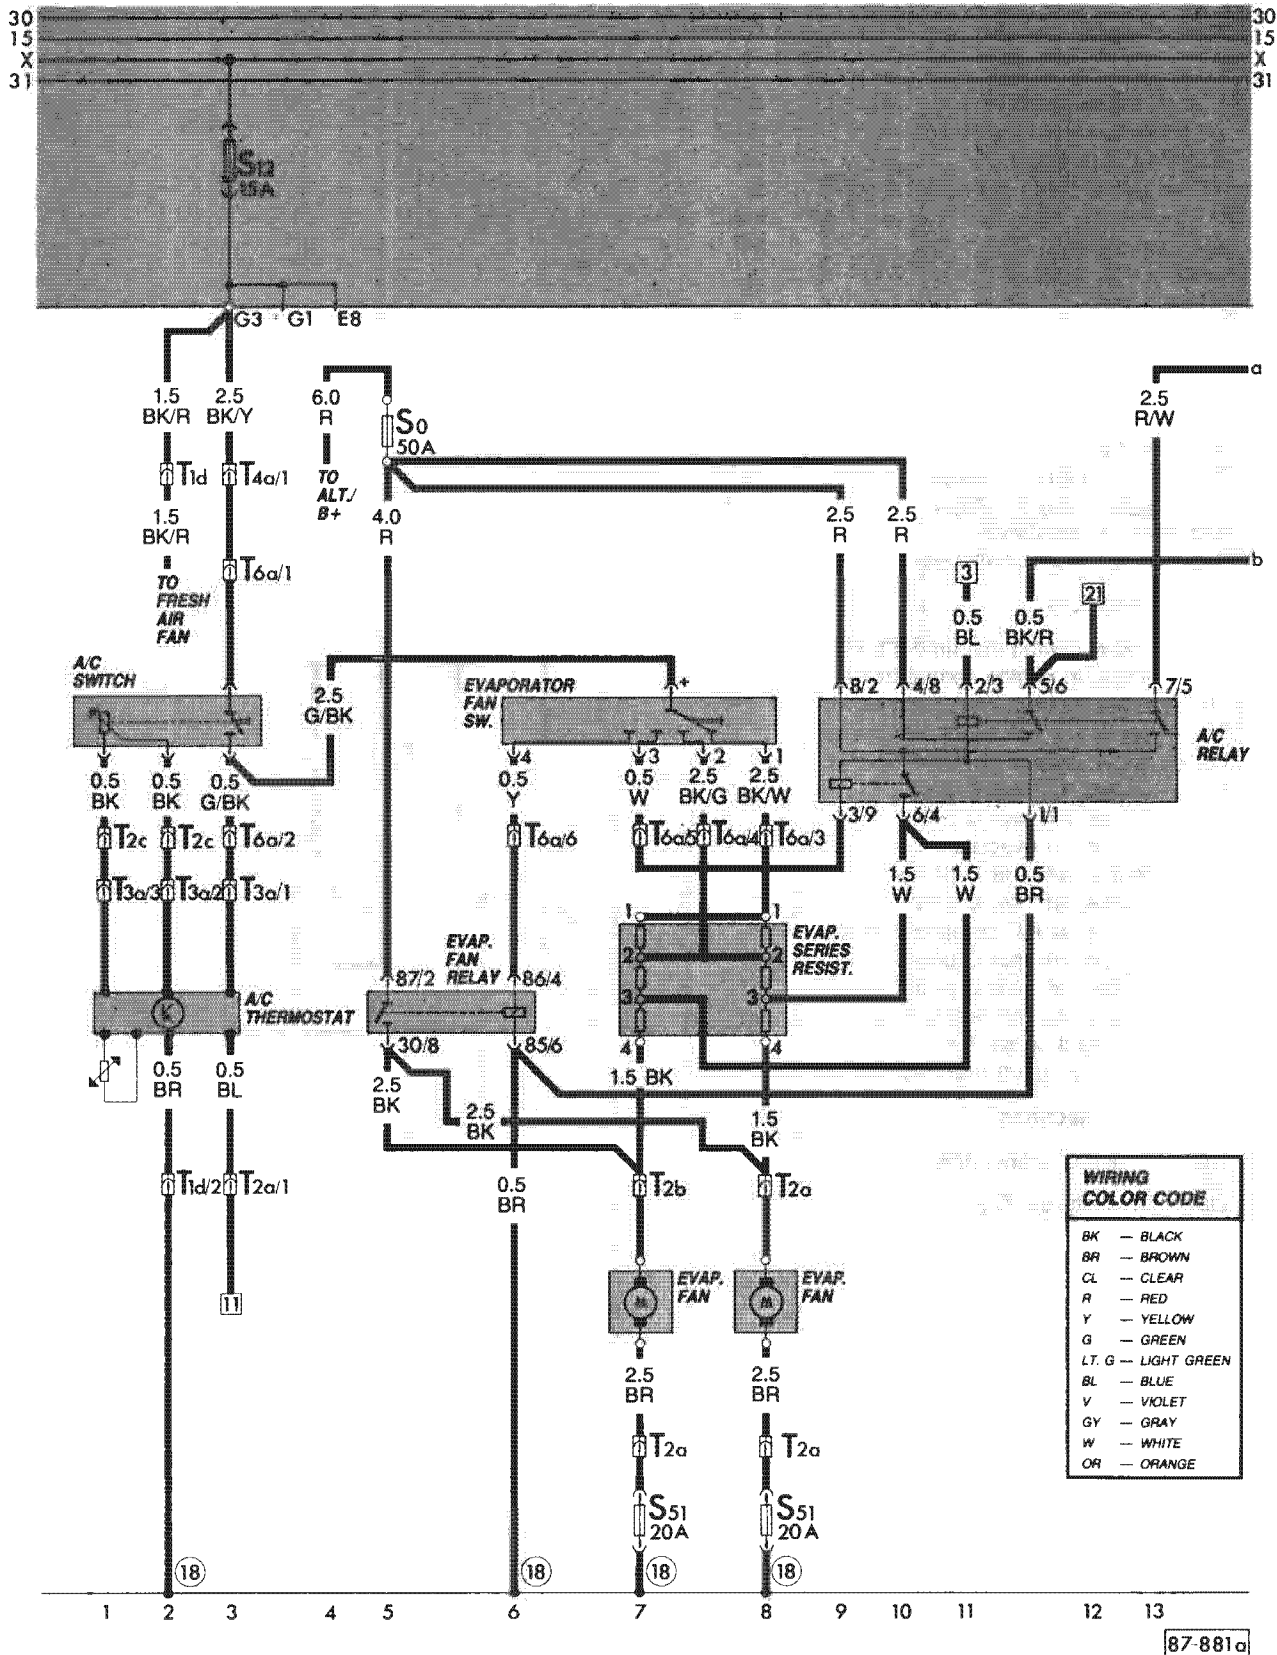 30 30
15 15
X X
31 31
S12
15A
G3 G1 E8
1.5 2.5 6.0 2.5
BK/R BK/Y R R/W
a
S0
50A
T1d T4a/1
TO
ALT./
B+
1.5 4.0 2.5 2.5
BK/R R R R
T6a/1
TO
FRESH
AIR
FAN
b
3
21
0.5 0.5
BL BK/R
A/C
SWITCH
2.5
G/BK
EVAPORATOR
FAN
SW.
+
8/2 4/8 2/3 5/6 7/5
A/C
RELAY
4 3 2 1
0.5 0.5 0.5 0.5 0.5 2.5 2.5
BK BK G/BK Y W BK/G BK/W
3/9 6/4 1/1
T2c T2c T6a/2 T6a/6 T6a/5 T6a/4 T6a/3
1.5 1.5 0.5
W W BR
T3a/3 T3a/2 T3a/1
1 1
2 2
3 3
4 4
EVAP.
SERIES
RESIST.
EVAP.
FAN
RELAY
87/2 86/4
A/C
THERMOSTAT
K
30/8 85/6
0.5 0.5 2.5 1.5 BK
BR BL BK
2.5
BK
1.5
BK
T1d/2 T2a/1 T2b T2a
0.5
BR
11
EVAP.
FAN
EVAP.
FAN
M M
2.5 2.5
BR BR
T2a T2a
S51 S51
20A 20A
18 18 18 18
1 2 3 4 5 6 7 8 9 10 11 12 13
WIRING
COLOR CODE
BK — BLACK
BR — BROWN
CL — CLEAR
R — RED
Y — YELLOW
G — GREEN
LT. G — LIGHT GREEN
BL — BLUE
V — VIOLET
GY — GRAY
W — WHITE
OR — ORANGE
87-881a